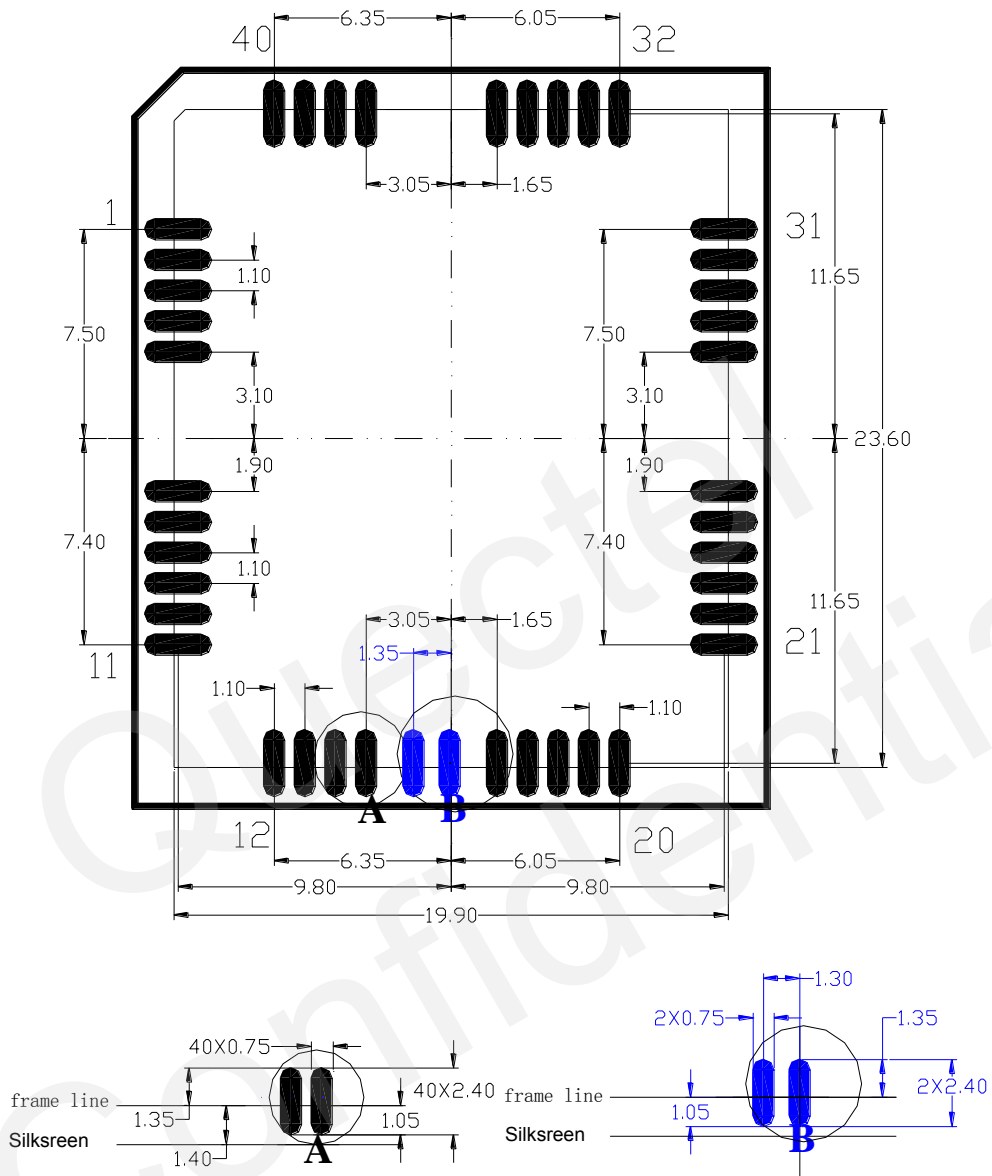 6.35
6.05
40
32
3.05
1.65
1
31
1.10
11.65
7.50
7.50
3.10
3.10
23.60
1.90
1.90
7.40
7.40
1.10
11.65
3.05
1.65
21
11
1.35
1.10
1.10
A
B
12
20
6.35
6.05
9.80
9.80
19.90
Quectel
Confidential
1.30
2X0.75
1.35
40X0.75
40X2.40
2X2.40
frame line
frame line
1.35
1.05
1.05
Silksreen
Silksreen
A
B
1.40